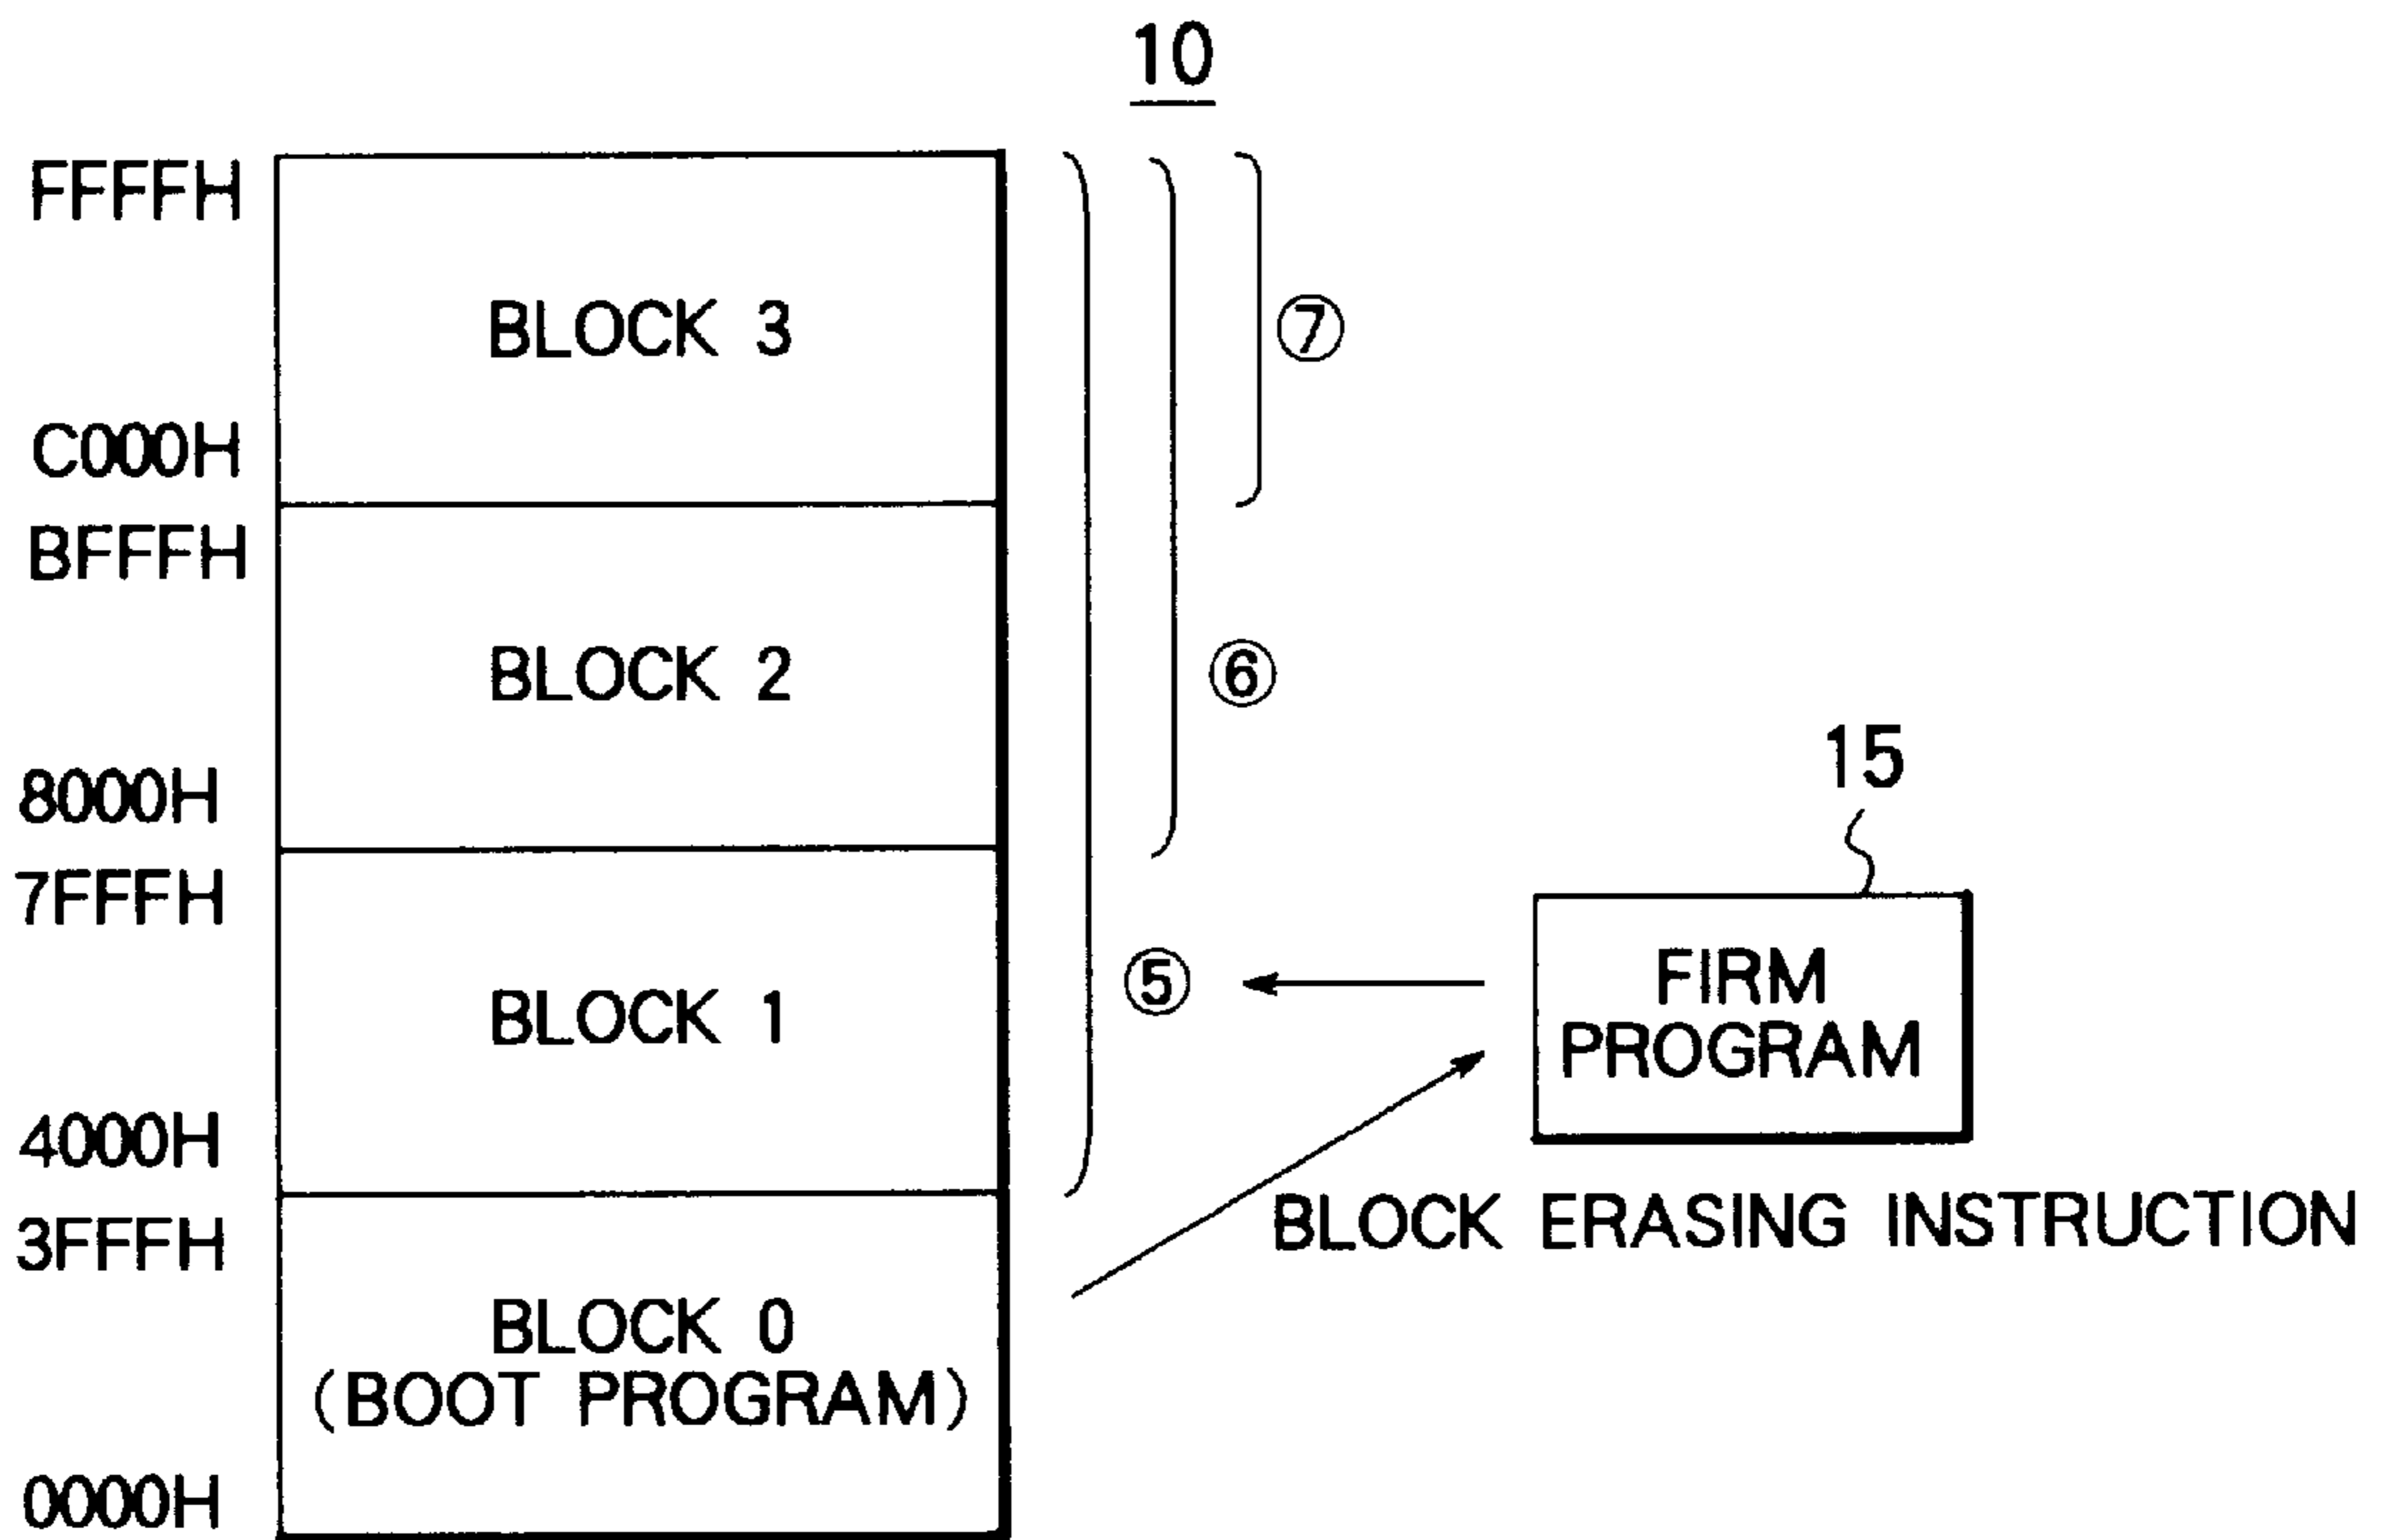 10
FFFFH
BLOCK 3
⑦
C000H
BFFFH
BLOCK 2
⑥
8000H
15
7FFFH
⑤
FIRM
PROGRAM
BLOCK 1
4000H
3FFFH
BLOCK ERASING INSTRUCTION
BLOCK 0
(BOOT PROGRAM)
0000H